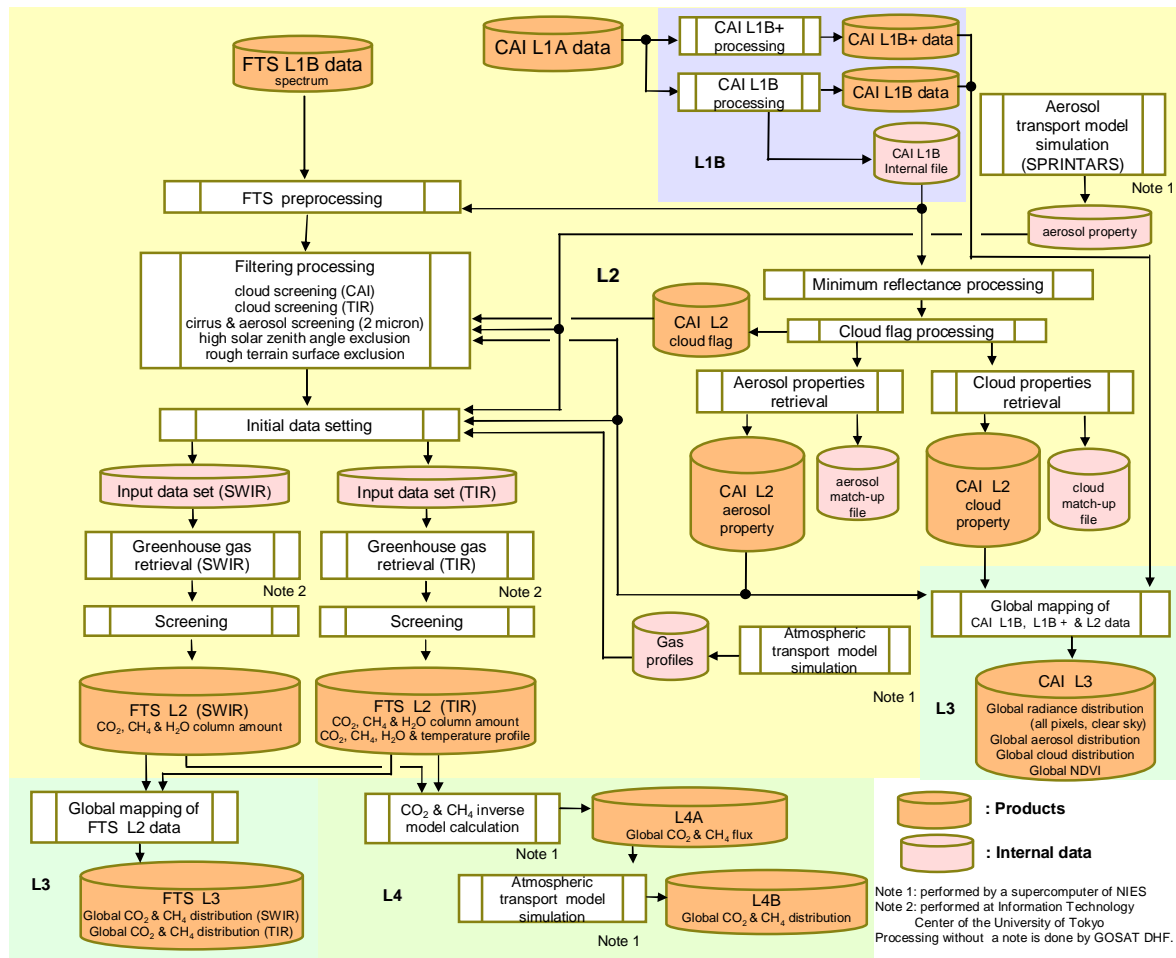 FTS L1B data
spectrum
CAI L1A data
CAI L1B+
processing
CAI L1B+ data
CAI L1B
processing
CAI L1B data
CAI L1B
Internal file
L1B
Aerosol
transport model
simulation
(SPRINTARS)
Note 1
aerosol property
FTS preprocessing
Filtering processing
cloud screening (CAI)
cloud screening (TIR)
cirrus & aerosol screening (2 micron)
high solar zenith angle exclusion
rough terrain surface exclusion
L2
Minimum reflectance processing
CAI L2
cloud flag
Cloud flag processing
Aerosol properties
retrieval
Cloud properties
retrieval
Initial data setting
CAI L2
aerosol
property
aerosol
match-up
file
CAI L2
cloud
property
cloud
match-up
file
Input data set (SWIR)
Input data set (TIR)
Greenhouse gas
retrieval (SWIR)
Note 2
Greenhouse gas
retrieval (TIR)
Note 2
Screening
Screening
Gas
profiles
Atmospheric
transport model
simulation
Note 1
Global mapping of
CAI L1B, L1B + & L2 data
L3
CAI L3
Global radiance distribution
(all pixels, clear sky)
Global aerosol distribution
Global cloud distribution
Global NDVI
FTS L2 (SWIR)
CO2, CH4 & H2O column amount
FTS L2 (TIR)
CO2, CH4 & H2O column amount
CO2, CH4, H2O & temperature profile
Global mapping of
FTS L2 data
L3
FTS L3
Global CO2 & CH4 distribution (SWIR)
Global CO2 & CH4 distribution (TIR)
CO2 & CH4 inverse
model calculation
Note 1
L4A
Global CO2 & CH4 flux
L4
Atmospheric
transport model
simulation
Note 1
L4B
Global CO2 & CH4 distribution
: Products
: Internal data
Note 1: performed by a supercomputer of NIES
Note 2: performed at Information Technology
Center of the University of Tokyo
Processing without a note is done by GOSAT DHF.